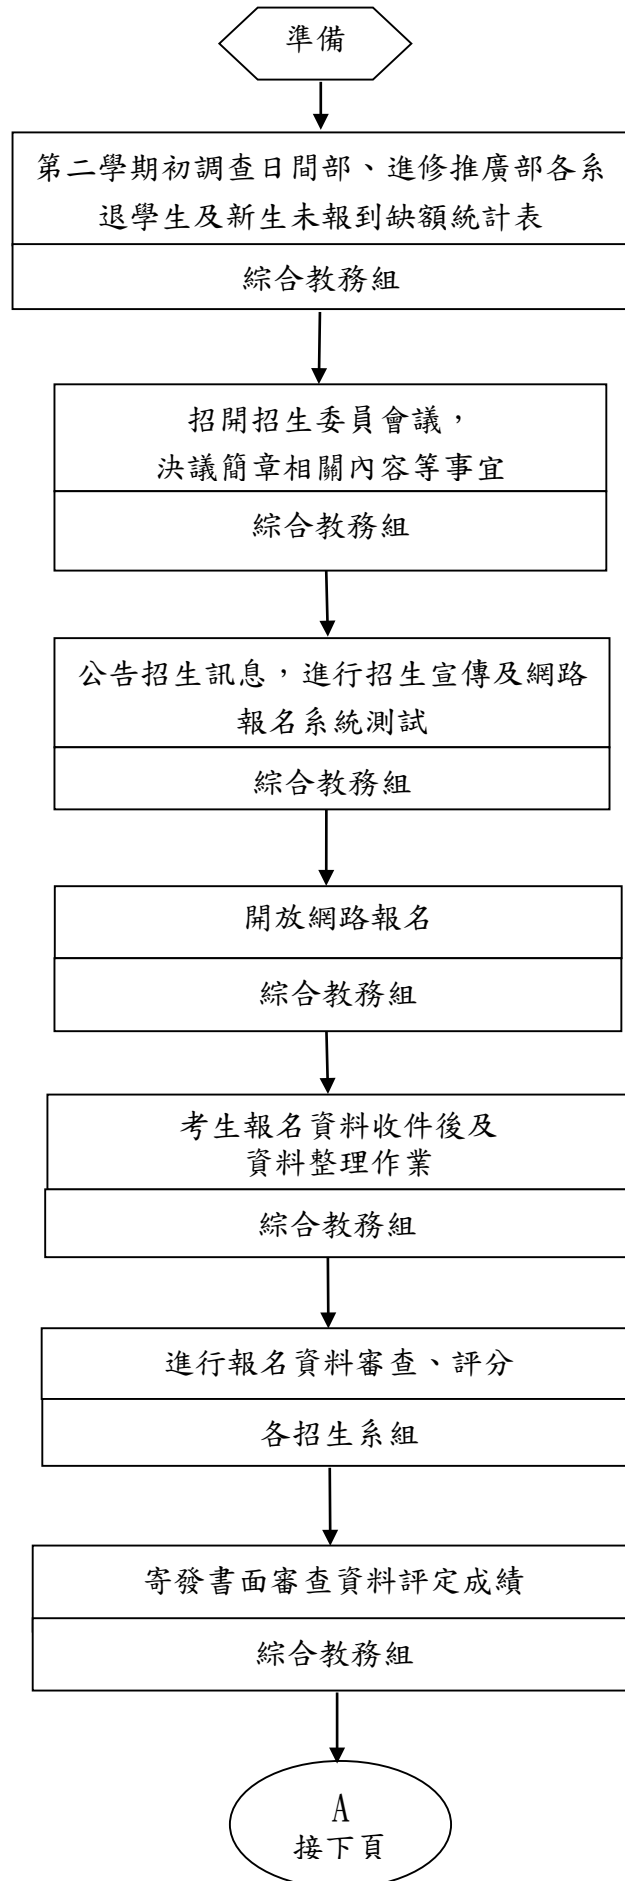 準備
第二學期初調查日間部、進修推廣部各系
退學生及新生未報到缺額統計表
綜合教務組
招開招生委員會議，
決議簡章相關內容等事宜
綜合教務組
公告招生訊息，進行招生宣傳及網路
報名系統測試
綜合教務組
開放網路報名
綜合教務組
考生報名資料收件後及
資料整理作業
綜合教務組
進行報名資料審查、評分
各招生系組
寄發書面審查資料評定成績
綜合教務組
A
接下頁